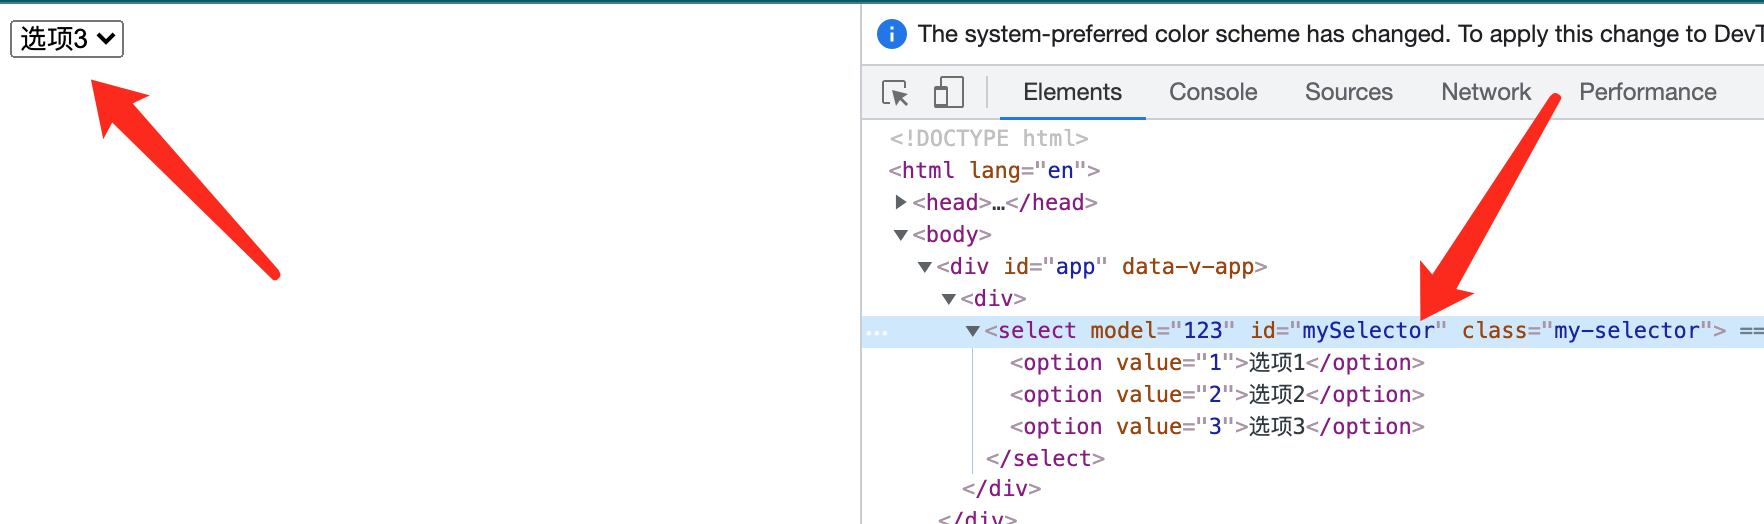 选项3
The system-preferred color scheme has changed. To apply this change to DevT
Elements Console Sources Network Performance
<!DOCTYPE html>
<html lang="en">
<head>…</head>
<body>
<div id="app" data-v-app>
<div>
<select model="123" id="mySelector" class="my-selector"> ==
<option value="1">选项1</option>
<option value="2">选项2</option>
<option value="3">选项3</option>
</select>
</div>
</div>